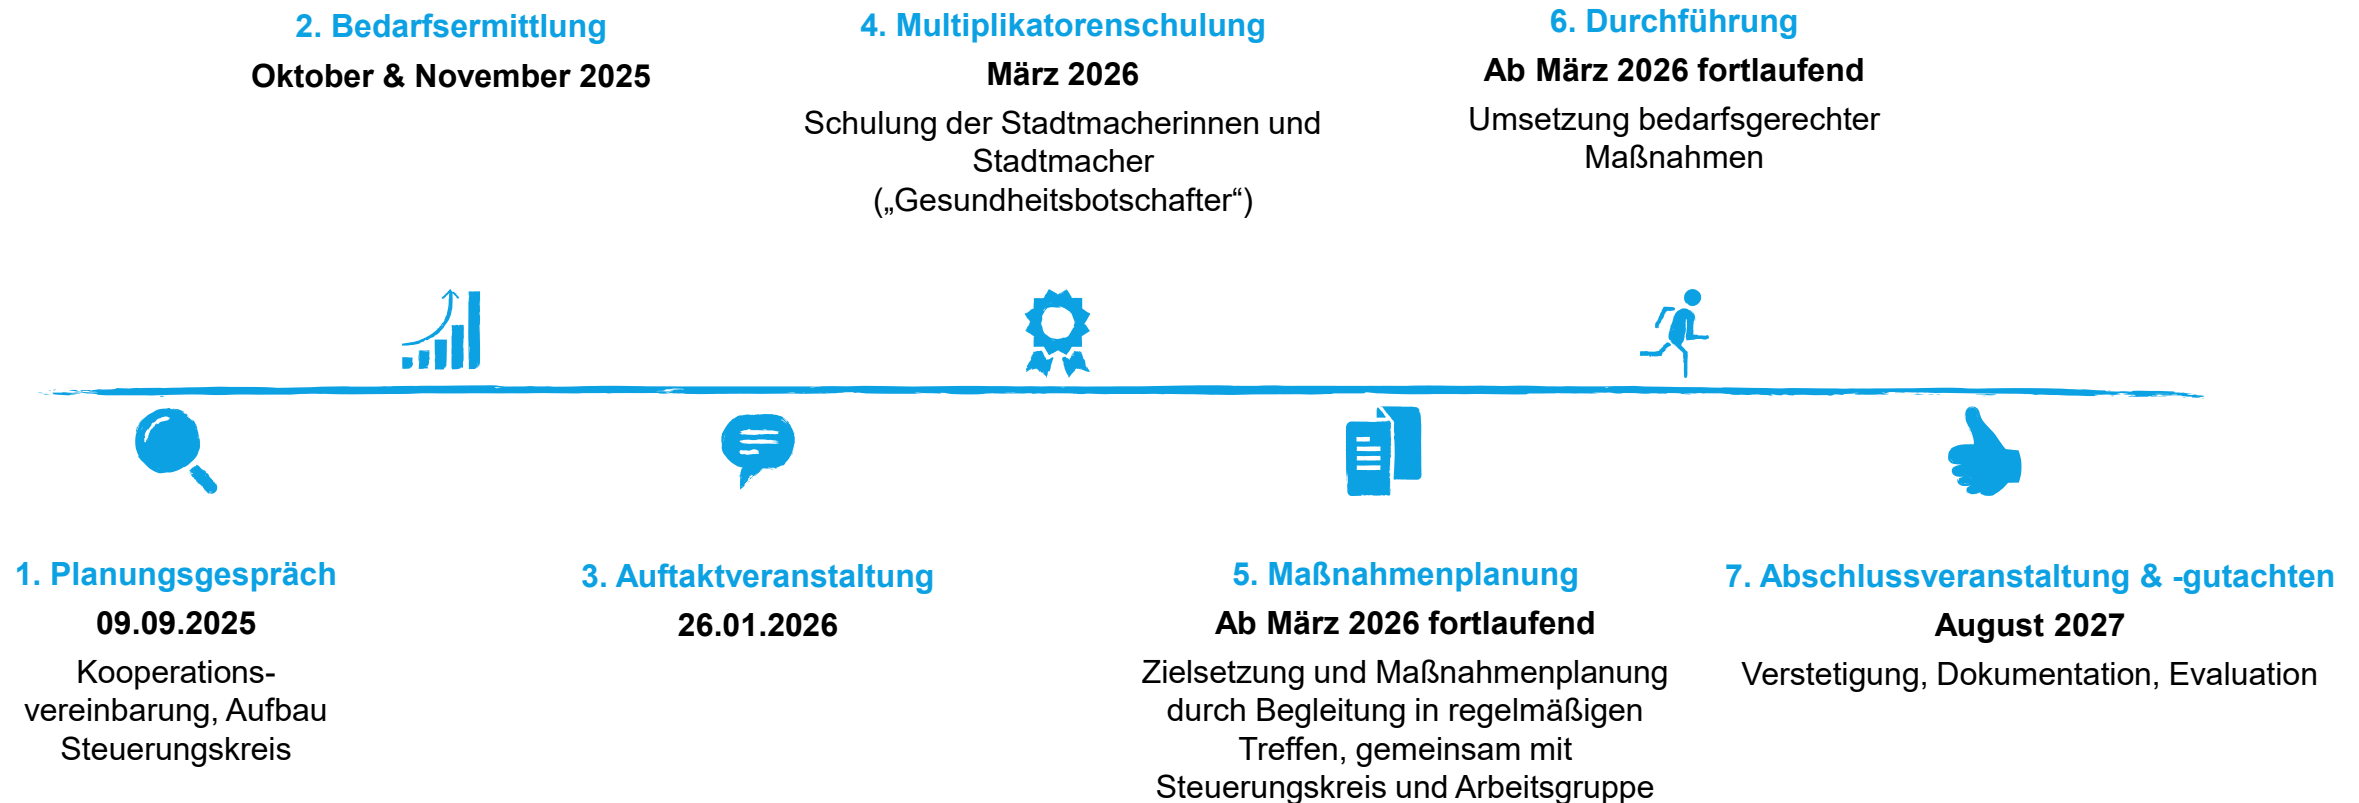 2. Bedarfsermittlung
Oktober & November 2025
4. Multiplikatorenschulung
März 2026
Schulung der Stadtmacherinnen und
Stadtmacher
(„Gesundheitsbotschafter“)
6. Durchführung
Ab März 2026 fortlaufend
Umsetzung bedarfsgerechter
Maßnahmen
1. Planungsgespräch
09.09.2025
Kooperations-
vereinbarung, Aufbau
Steuerungskreis
3. Auftaktveranstaltung
26.01.2026
5. Maßnahmenplanung
Ab März 2026 fortlaufend
Zielsetzung und Maßnahmenplanung
durch Begleitung in regelmäßigen
Treffen, gemeinsam mit
Steuerungskreis und Arbeitsgruppe
7. Abschlussveranstaltung & -gutachten
August 2027
Verstetigung, Dokumentation, Evaluation